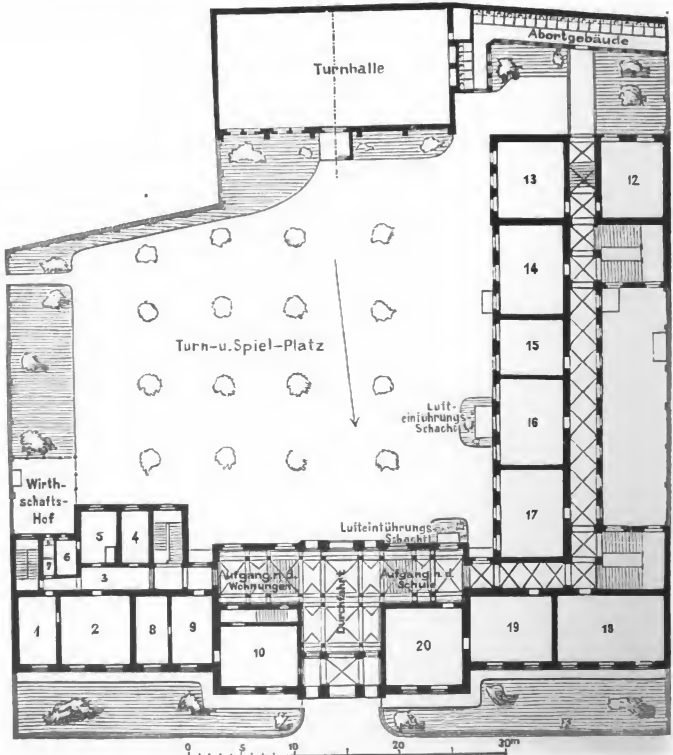 Abortgebäude
Turnhalle
13
12
14
Turn-u. Spiel-Platz
15
Luft-
einführungs-
Schacht
16
Wirth-
schafts-
Hof
17
Lufteinführungs-
Schacht
5
4
6
7
3
Aufgang n. d.
Wohnungen
Durchfahrt
Aufgang n. d.
Schule
1
2
8
9
10
20
19
18
0 5 10 20 30m